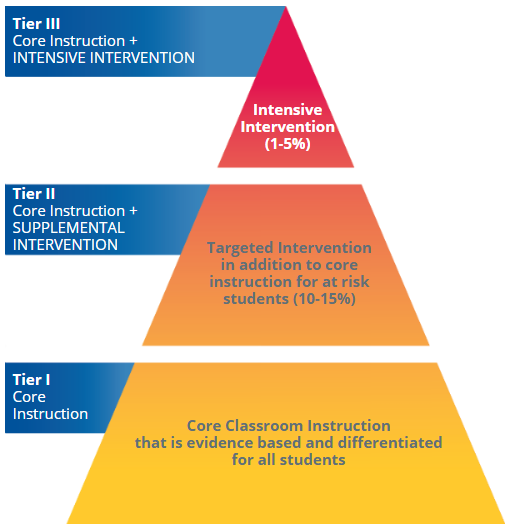 Tier III
Core Instruction +
INTENSIVE INTERVENTION
Intensive
Intervention
(1-5%)
Tier II
Core Instruction +
SUPPLEMENTAL
INTERVENTION
Targeted Intervention
in addition to core
instruction for at risk
students (10-15%)
Tier I
Core
Instruction
Core Classroom Instruction
that is evidence based and differentiated
for all students